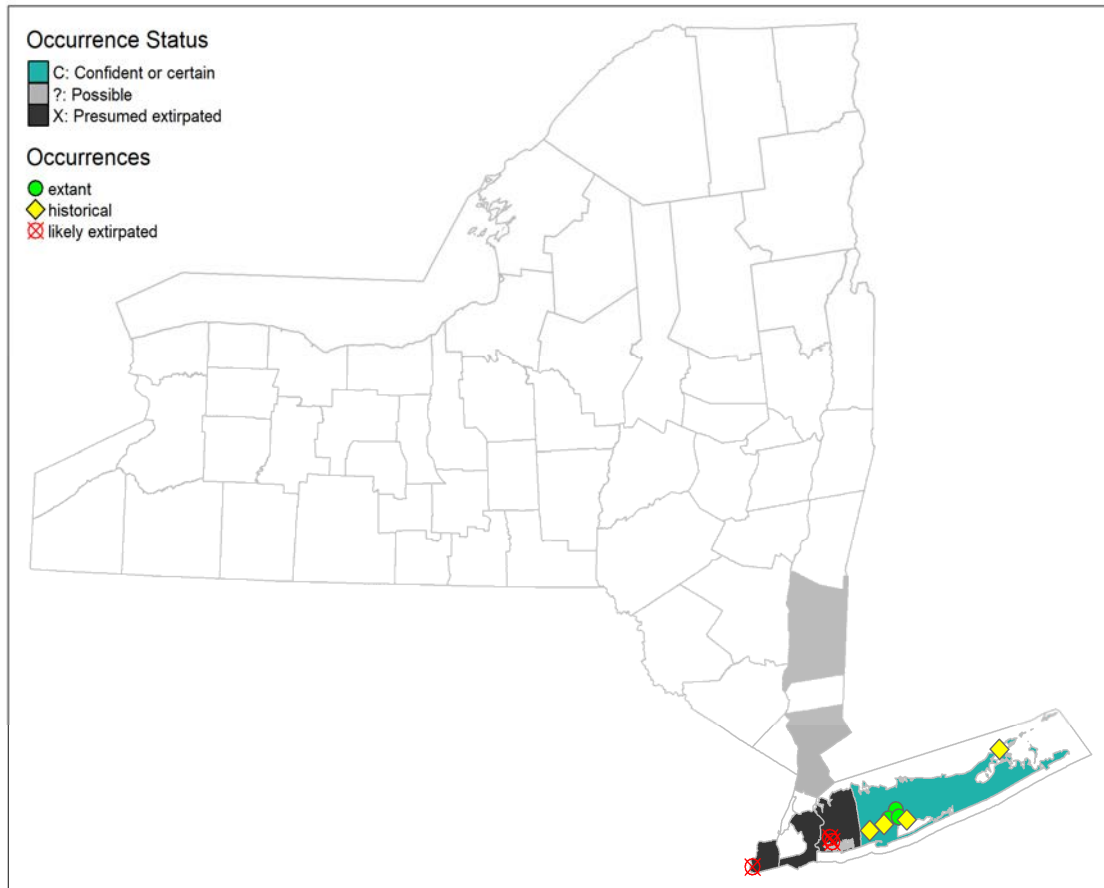 Occurrence Status
C: Confident or certain
?: Possible
X: Presumed extirpated
Occurrences
extant
historical
likely extirpated